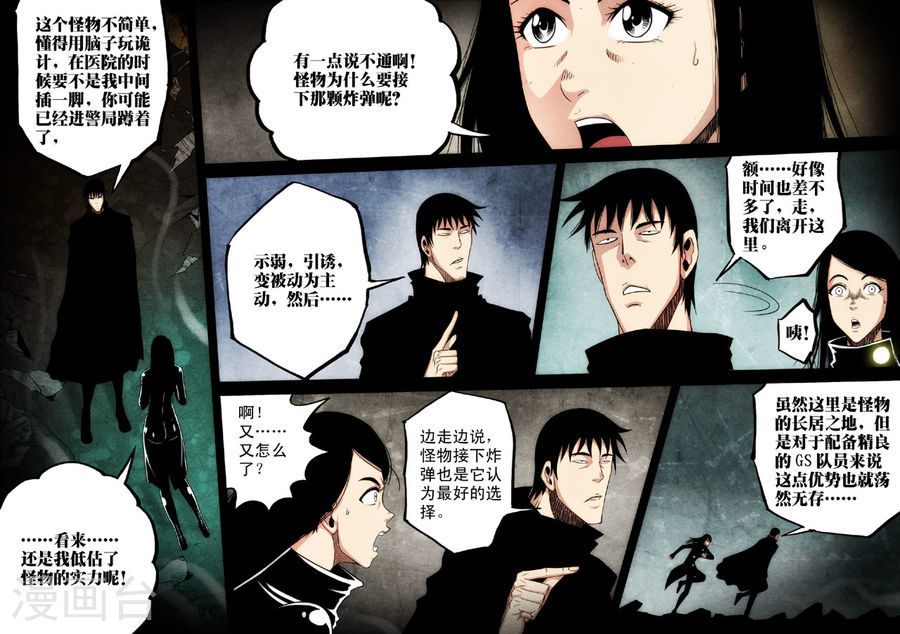 这个怪物不简单,
懂得用脑子玩诡
计，在医院的时
候要不是我中间
插一脚，你可能
已经进警局蹲着
了,
……看来……
还是我低估了
怪物的实力呢!
有一点说不通啊!
怪物为什么要接
下那颗炸弹呢?
示弱，引诱，
变被动为主
动，然后……
额……好像
时间也差不
多了，走，
我们离开这
里。
咦!
啊!
又……
又怎么
了?
边走边说，
怪物接下炸
弹也是它认
为最好的选
择。
虽然这里是怪物
的长居之地，但
是对于配备精良
的 GS 队员来说
这点优势也就荡
然无存……
漫画台